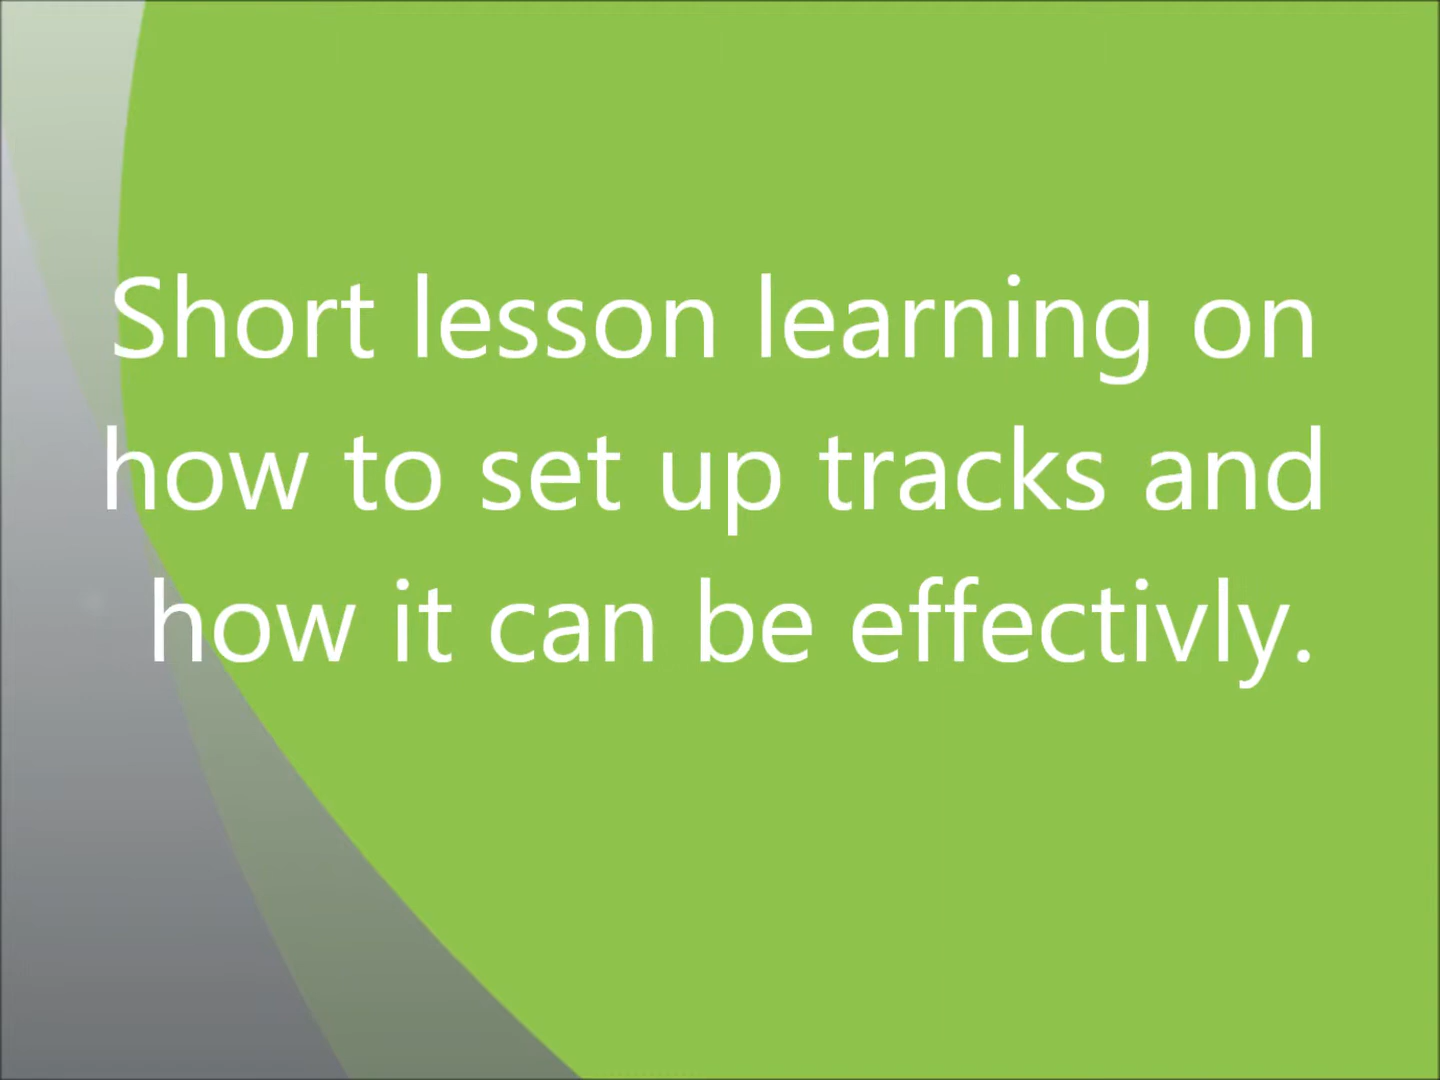 Short lesson learning on
how to set up tracks and
how it can be effectivly.